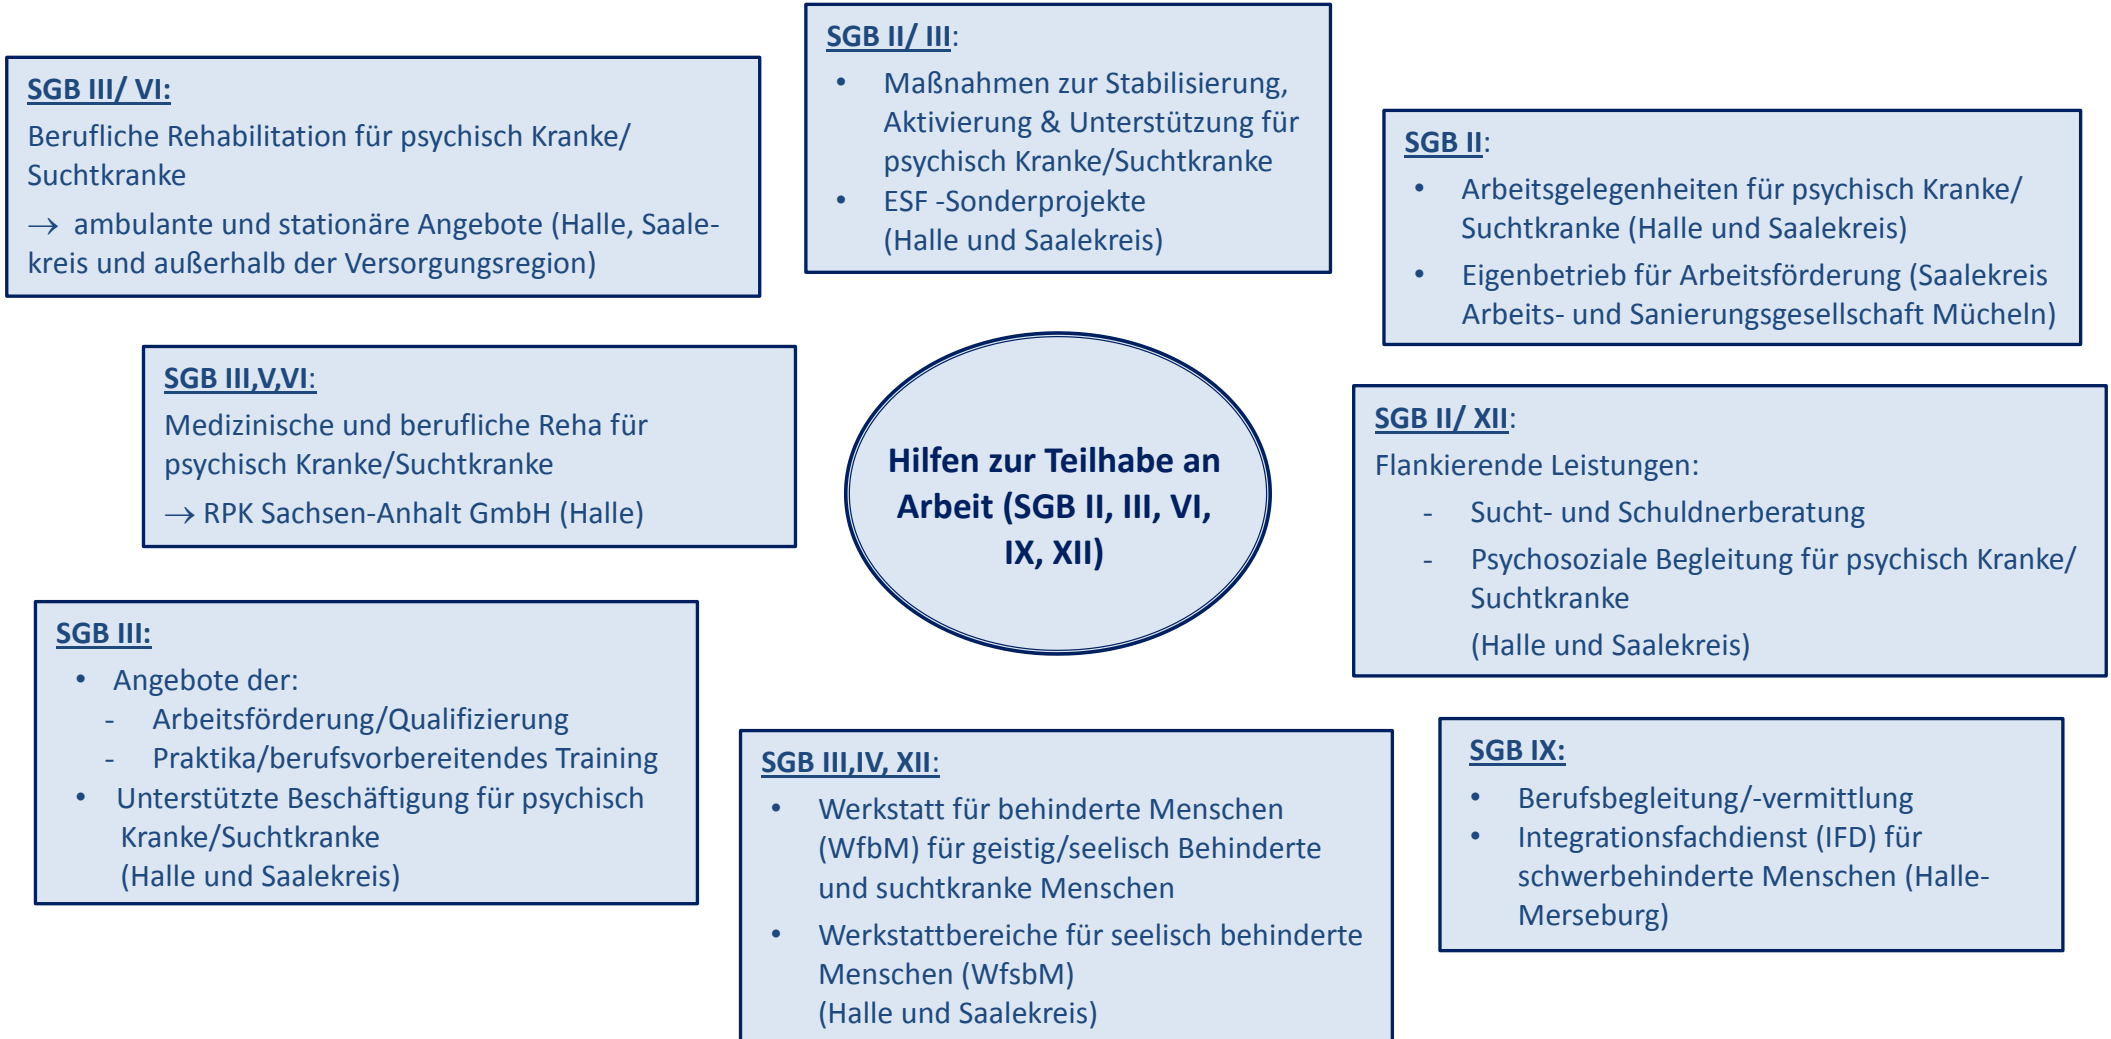 SGB II/ III:
• Maßnahmen zur Stabilisierung,
Aktivierung & Unterstützung für
psychisch Kranke/Suchtkranke
• ESF -Sonderprojekte
(Halle und Saalekreis)
SGB III/ VI:
Berufliche Rehabilitation für psychisch Kranke/
Suchtkranke
→ ambulante und stationäre Angebote (Halle, Saale-
kreis und außerhalb der Versorgungsregion)
SGB II:
• Arbeitsgelegenheiten für psychisch Kranke/
Suchtkranke (Halle und Saalekreis)
• Eigenbetrieb für Arbeitsförderung (Saalekreis
Arbeits- und Sanierungsgesellschaft Mücheln)
SGB III,V,VI:
Medizinische und berufliche Reha für
psychisch Kranke/Suchtkranke
→ RPK Sachsen-Anhalt GmbH (Halle)
Hilfen zur Teilhabe an
Arbeit (SGB II, III, VI,
IX, XII)
SGB II/ XII:
Flankierende Leistungen:
- Sucht- und Schuldnerberatung
- Psychosoziale Begleitung für psychisch Kranke/
Suchtkranke
(Halle und Saalekreis)
SGB III:
• Angebote der:
- Arbeitsförderung/Qualifizierung
- Praktika/berufsvorbereitendes Training
• Unterstützte Beschäftigung für psychisch
Kranke/Suchtkranke
(Halle und Saalekreis)
SGB III,IV, XII:
• Werkstatt für behinderte Menschen
(WfbM) für geistig/seelisch Behinderte
und suchtkranke Menschen
• Werkstattbereiche für seelisch behinderte
Menschen (WfsbM)
(Halle und Saalekreis)
SGB IX:
• Berufsbegleitung/-vermittlung
• Integrationsfachdienst (IFD) für
schwerbehinderte Menschen (Halle-
Merseburg)